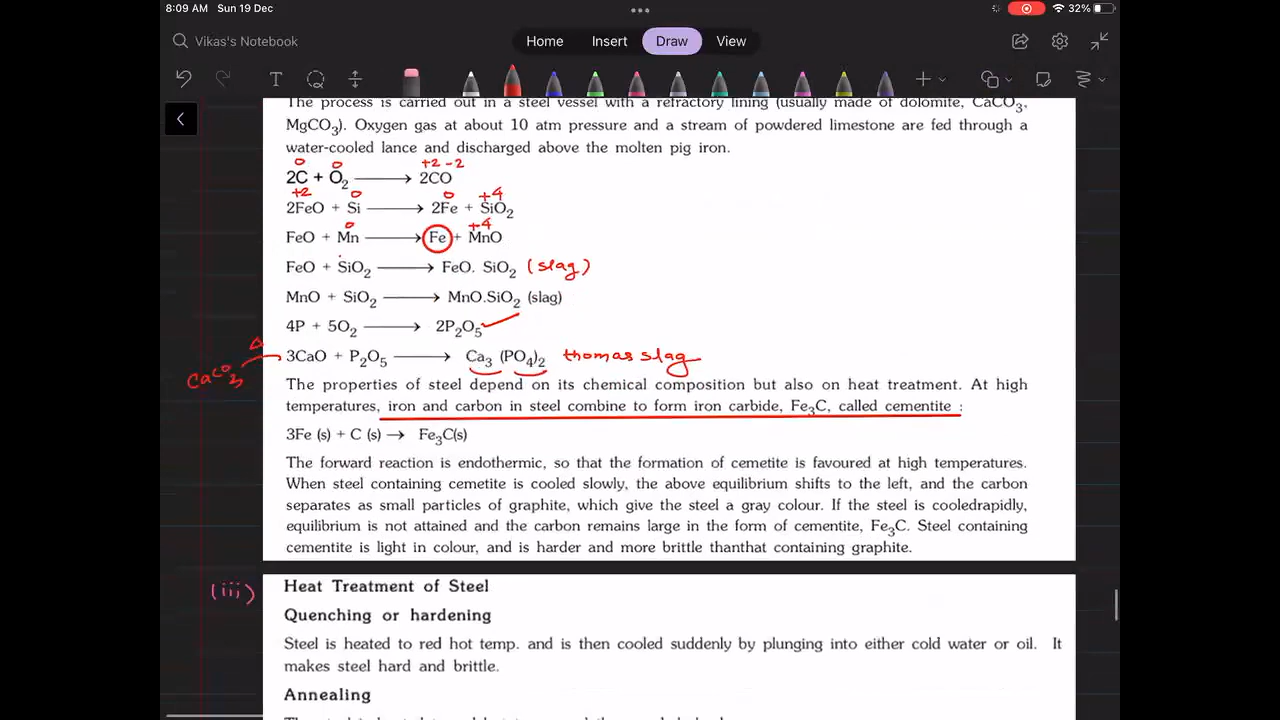 8:09 AM Sun 19 Dec
32%
Vikas's Notebook
Home Insert Draw View
The process is carried out in a steel vessel with a refractory lining (usually made of dolomite, CaCO₃,
MgCO₃). Oxygen gas at about 10 atm pressure and a stream of powdered limestone are fed through a
water-cooled lance and discharged above the molten pig iron.
0 0 +2 -2
2C + O₂ ⟶ 2CO
+2 0 0 +4
2FeO + Si ⟶ 2Fe + SiO₂
0 +4
FeO + Mn ⟶ Fe + MnO
FeO + SiO₂ ⟶ FeO. SiO₂ (slag)
MnO + SiO₂ ⟶ MnO.SiO₂ (slag)
4P + 5O₂ ⟶ 2P₂O₅
CaCO₃ Δ 3CaO + P₂O₅ ⟶ Ca₃ (PO₄)₂ thomas slag
The properties of steel depend on its chemical composition but also on heat treatment. At high
temperatures, iron and carbon in steel combine to form iron carbide, Fe₃C, called cementite :
3Fe (s) + C (s) → Fe₃C(s)
The forward reaction is endothermic, so that the formation of cemetite is favoured at high temperatures.
When steel containing cemetite is cooled slowly, the above equilibrium shifts to the left, and the carbon
separates as small particles of graphite, which give the steel a gray colour. If the steel is cooledrapidly,
equilibrium is not attained and the carbon remains large in the form of cementite, Fe₃C. Steel containing
cementite is light in colour, and is harder and more brittle thanthat containing graphite.
(iii) Heat Treatment of Steel
Quenching or hardening
Steel is heated to red hot temp. and is then cooled suddenly by plunging into either cold water or oil. It
makes steel hard and brittle.
Annealing